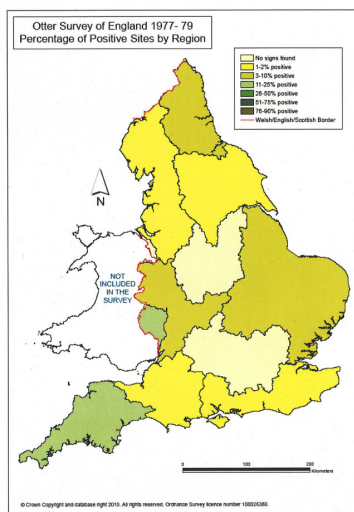 Otter Survey of England 1977- 79
Percentage of Positive Sites by Region
No signs found
1-2% positive
3-10% positive
11-25% positive
26-50% positive
51-75% positive
76-90% positive
Welsh/English/Scottish Border
N
NOT
INCLUDED
IN THE
SURVEY
0 100 200
Kilometers
© Crown Copyright and database right 2010. All rights reserved. Ordnance Survey licence number 100026380.